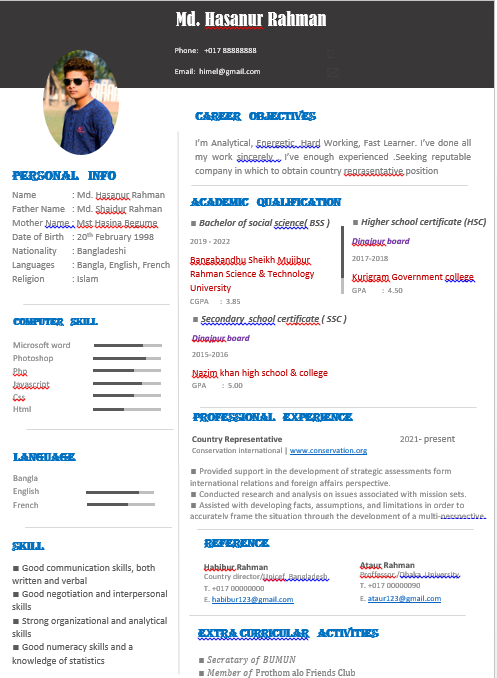 Md. Hasanur Rahman
Phone: +017 88888888
Email: himel@gmail.com
PERSONAL INFO
Name : Md. Hasanur Rahman
Father Name : Md. Shaidur Rahman
Mother Name : Mst Hasina Begume
Date of Birth : 20th February 1998
Nationality : Bangladeshi
Languages : Bangla, English, French
Religion : Islam
COMPUTER SKILL
Microsoft word
Photoshop
Php
Javascript
Css
Html
LANGUAGE
Bangla
English
French
SKILL
■ Good communication skills, both
written and verbal
■ Good negotiation and interpersonal
skills
■ Strong organizational and analytical
skills
■ Good numeracy skills and a
knowledge of statistics
CAREER OBJECTIVES
I'm Analytical, Energetic, Hard Working, Fast Learner. I've done all
my work sincerely . I've enough experienced .Seeking reputable
company in which to obtain country representative position
ACADEMIC QUALIFICATION
■ Bachelor of social science( BSS )
2019 - 2022
Bangabandhu Sheikh Mujibur
Rahman Science & Technology
University
CGPA : 3.85
■ Higher school certificate (HSC)
Dinajpur board
2017-2018
Kurigram Government college
GPA : 4.50
■ Secondary school certificate ( SSC )
Dinajpur board
2015-2016
Nazim khan high school & college
GPA : 5.00
PROFESSIONAL EXPERIENCE
Country Representative 2021- present
Conservation international | www.conservation.org
■ Provided support in the development of strategic assessments form
international relations and foreign affairs perspective.
■ Conducted research and analysis on issues associated with mission sets.
■ Assisted with developing facts, assumptions, and limitations in order to
accurately frame the situation through the development of a multi-perspective.
REFERENCE
Habibur Rahman
Country director/Unicef, Bangladesh,
T. +017 00000000
E. habibur123@gmail.com
Ataur Rahman
Proffessor /Dhaka University
T. +017 00000090
E. ataur123@gmail.com
EXTRA CURRICULAR ACTIVITIES
■ Secratary of BUMUN
■ Member of Prothom alo Friends Club